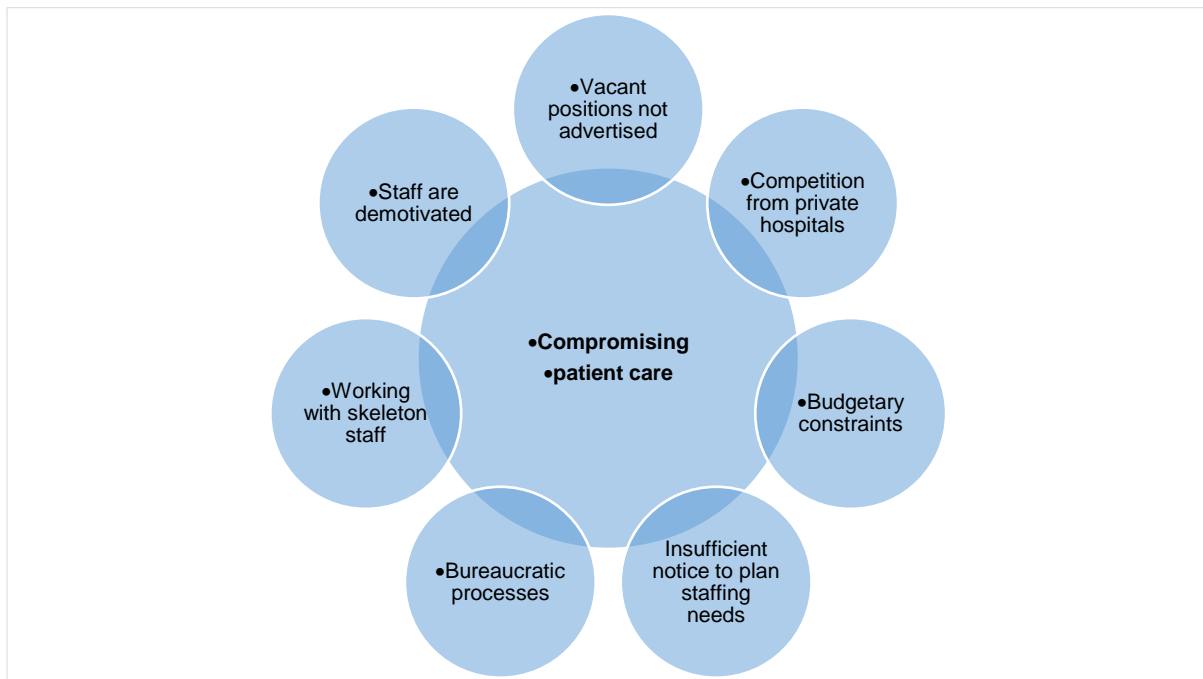 •Vacant
positions not
advertised
•Competition
from private
hospitals
•Budgetary
constraints
Insufficient
notice to plan
staffing
needs
•Bureaucratic
processes
•Working
with skeleton
staff
•Staff are
demotivated
•Compromising
•patient care